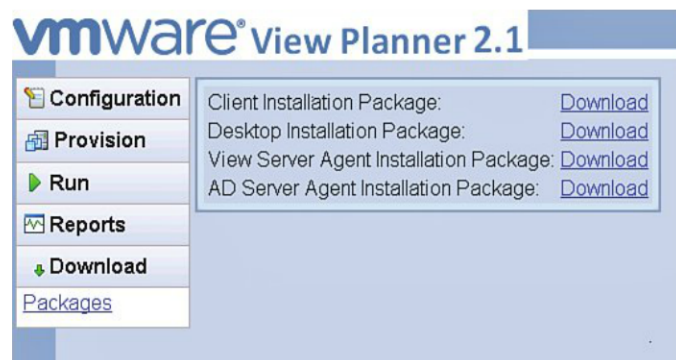 vmware® View Planner 2.1
Configuration
Provision
Run
Reports
Download
Packages
Client Installation Package: Download
Desktop Installation Package: Download
View Server Agent Installation Package: Download
AD Server Agent Installation Package: Download